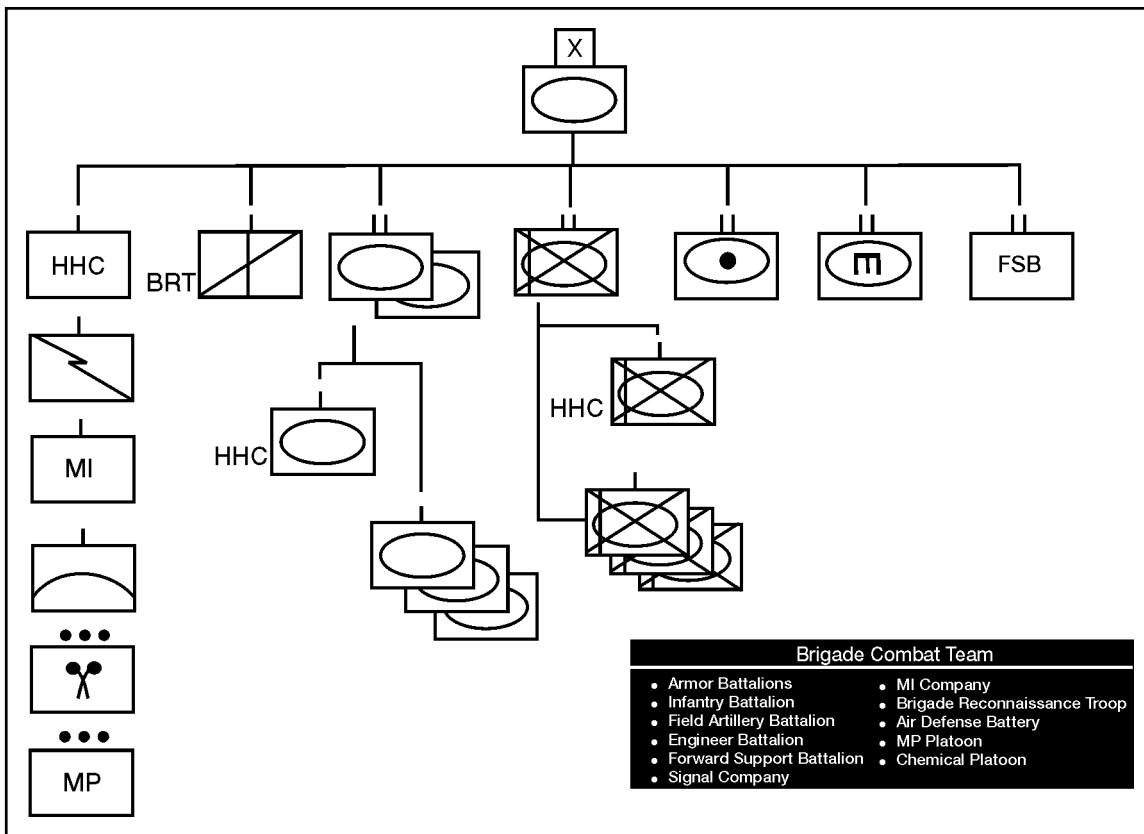 X
HHC
BRT
FSB
HHC
HHC
MI
MP
Brigade Combat Team
• Armor Battalions
• Infantry Battalion
• Field Artillery Battalion
• Engineer Battalion
• Forward Support Battalion
• Signal Company
• MI Company
• Brigade Reconnaissance Troop
• Air Defense Battery
• MP Platoon
• Chemical Platoon